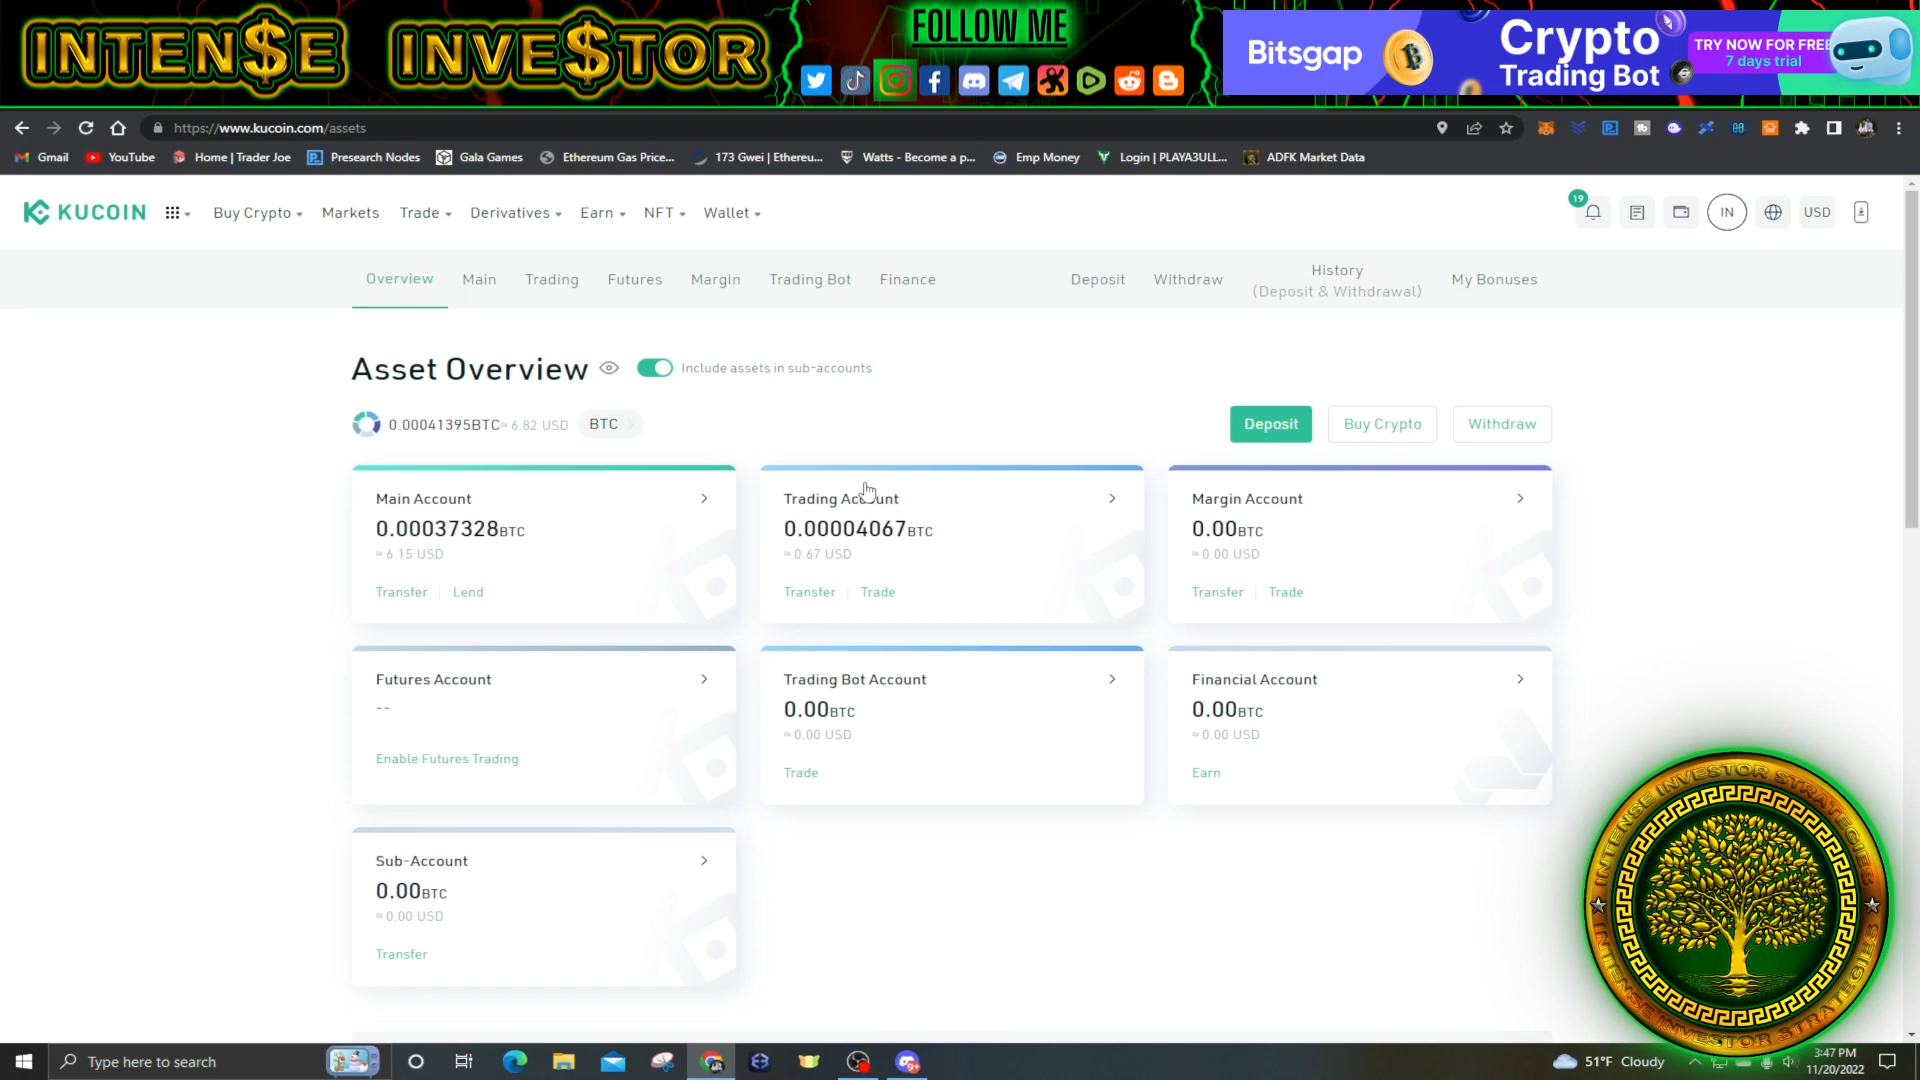 INTEN$E INVE$TOR
FOLLOW ME
Bitsgap
Crypto
Trading Bot
TRY NOW FOR FREE
7 days trial
https://www.kucoin.com/assets
Gmail YouTube Home | Trader Joe Presearch Nodes Gala Games Ethereum Gas Price... 173 Gwei | Ethereu... Watts - Become a p... Emp Money Login | PLAYA3ULL... ADFK Market Data
KUCOIN Buy Crypto Markets Trade Derivatives Earn NFT Wallet 19 IN USD
Overview Main Trading Futures Margin Trading Bot Finance Deposit Withdraw History My Bonuses
(Deposit & Withdrawal)
Asset Overview Include assets in sub-accounts
0.00041395BTC≈ 6.82 USD BTC Deposit Buy Crypto Withdraw
Main Account
0.00037328BTC
≈ 6.15 USD
Transfer Lend
Trading Account
0.00004067BTC
≈ 0.67 USD
Transfer Trade
Margin Account
0.00BTC
≈ 0.00 USD
Transfer Trade
Futures Account
--
Enable Futures Trading
Trading Bot Account
0.00BTC
≈ 0.00 USD
Trade
Financial Account
0.00BTC
≈ 0.00 USD
Earn
Sub-Account
0.00BTC
≈ 0.00 USD
Transfer
INTENSE INVESTOR STRATEGIES
INTENSE INVESTOR STRATEGIES
Type here to search
9+
51°F Cloudy
3:47 PM
11/20/2022